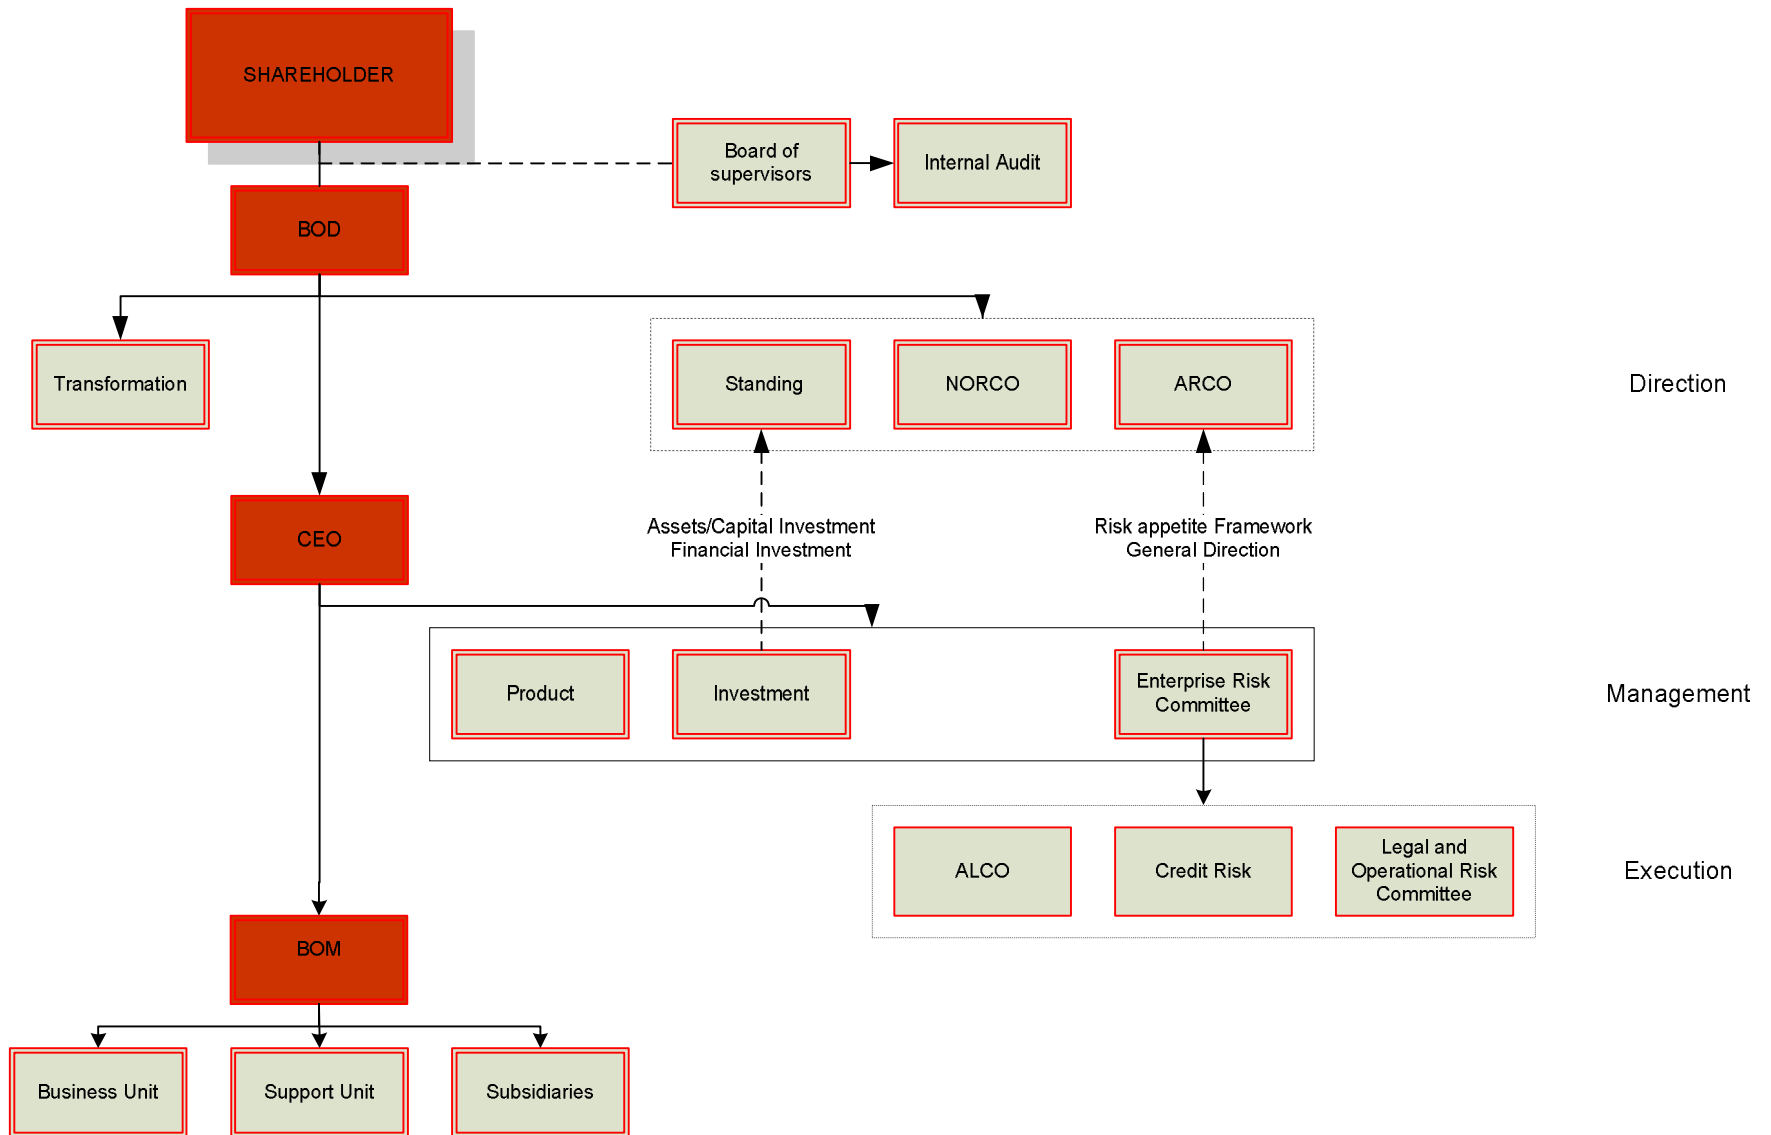 SHAREHOLDER
Board of
supervisors
Internal Audit
BOD
Transformation
Standing
NORCO
ARCO
Direction
CEO
Assets/Capital Investment
Financial Investment
Risk appetite Framework
General Direction
Product
Investment
Enterprise Risk
Committee
Management
ALCO
Credit Risk
Legal and
Operational Risk
Committee
Execution
BOM
Business Unit
Support Unit
Subsidiaries